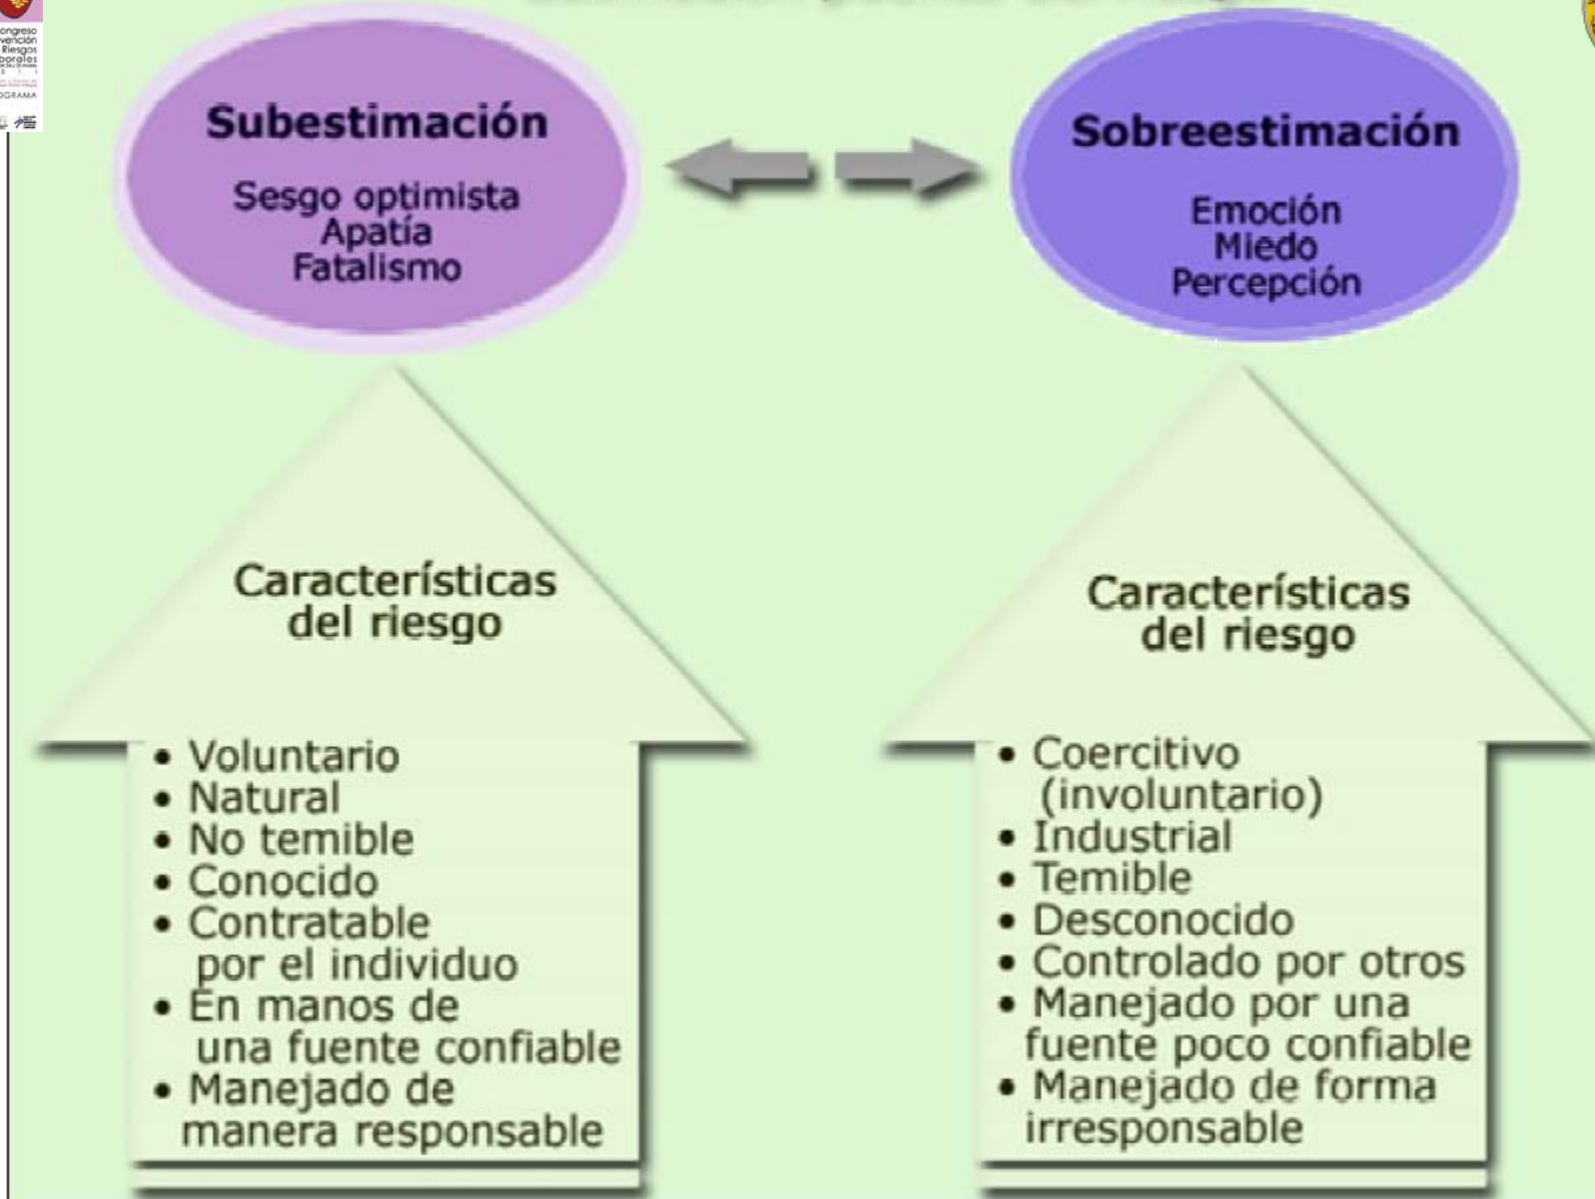 Subestimación
Sesgo optimista
Apatía
Fatalismo
Sobreestimación
Emoción
Miedo
Percepción
Características
del riesgo
• Voluntario
• Natural
• No temible
• Conocido
• Contratable
por el individuo
• En manos de
una fuente confiable
• Manejado de
manera responsable
Características
del riesgo
• Coercitivo
(involuntario)
• Industrial
• Temible
• Desconocido
• Controlado por otros
• Manejado por una
fuente poco confiable
• Manejado de forma
irresponsable